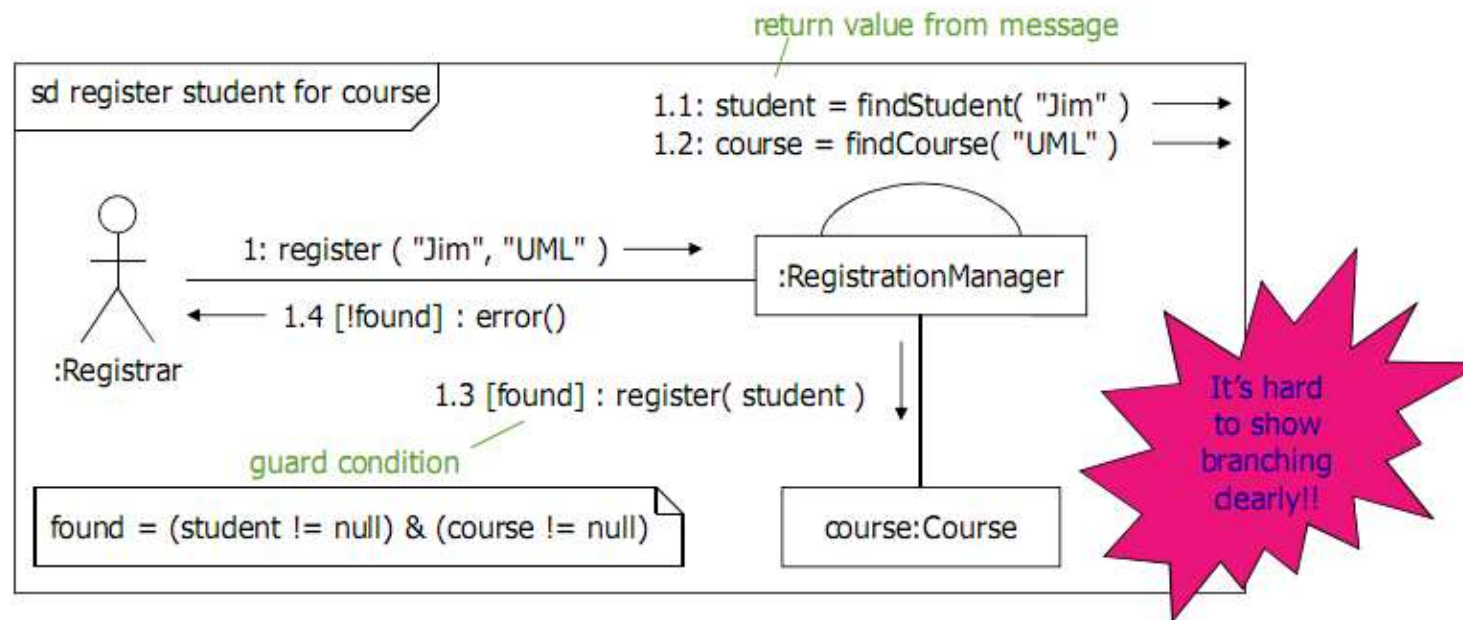 return value from message
sd register student for course
1.1: student = findStudent( "Jim" )
1.2: course = findCourse( "UML" )
1: register ( "Jim", "UML" )
:RegistrationManager
1.4 [!found] : error()
:Registrar
1.3 [found] : register( student )
guard condition
found = (student != null) & (course != null)
course:Course
It's hard
to show
branching
clearly!!